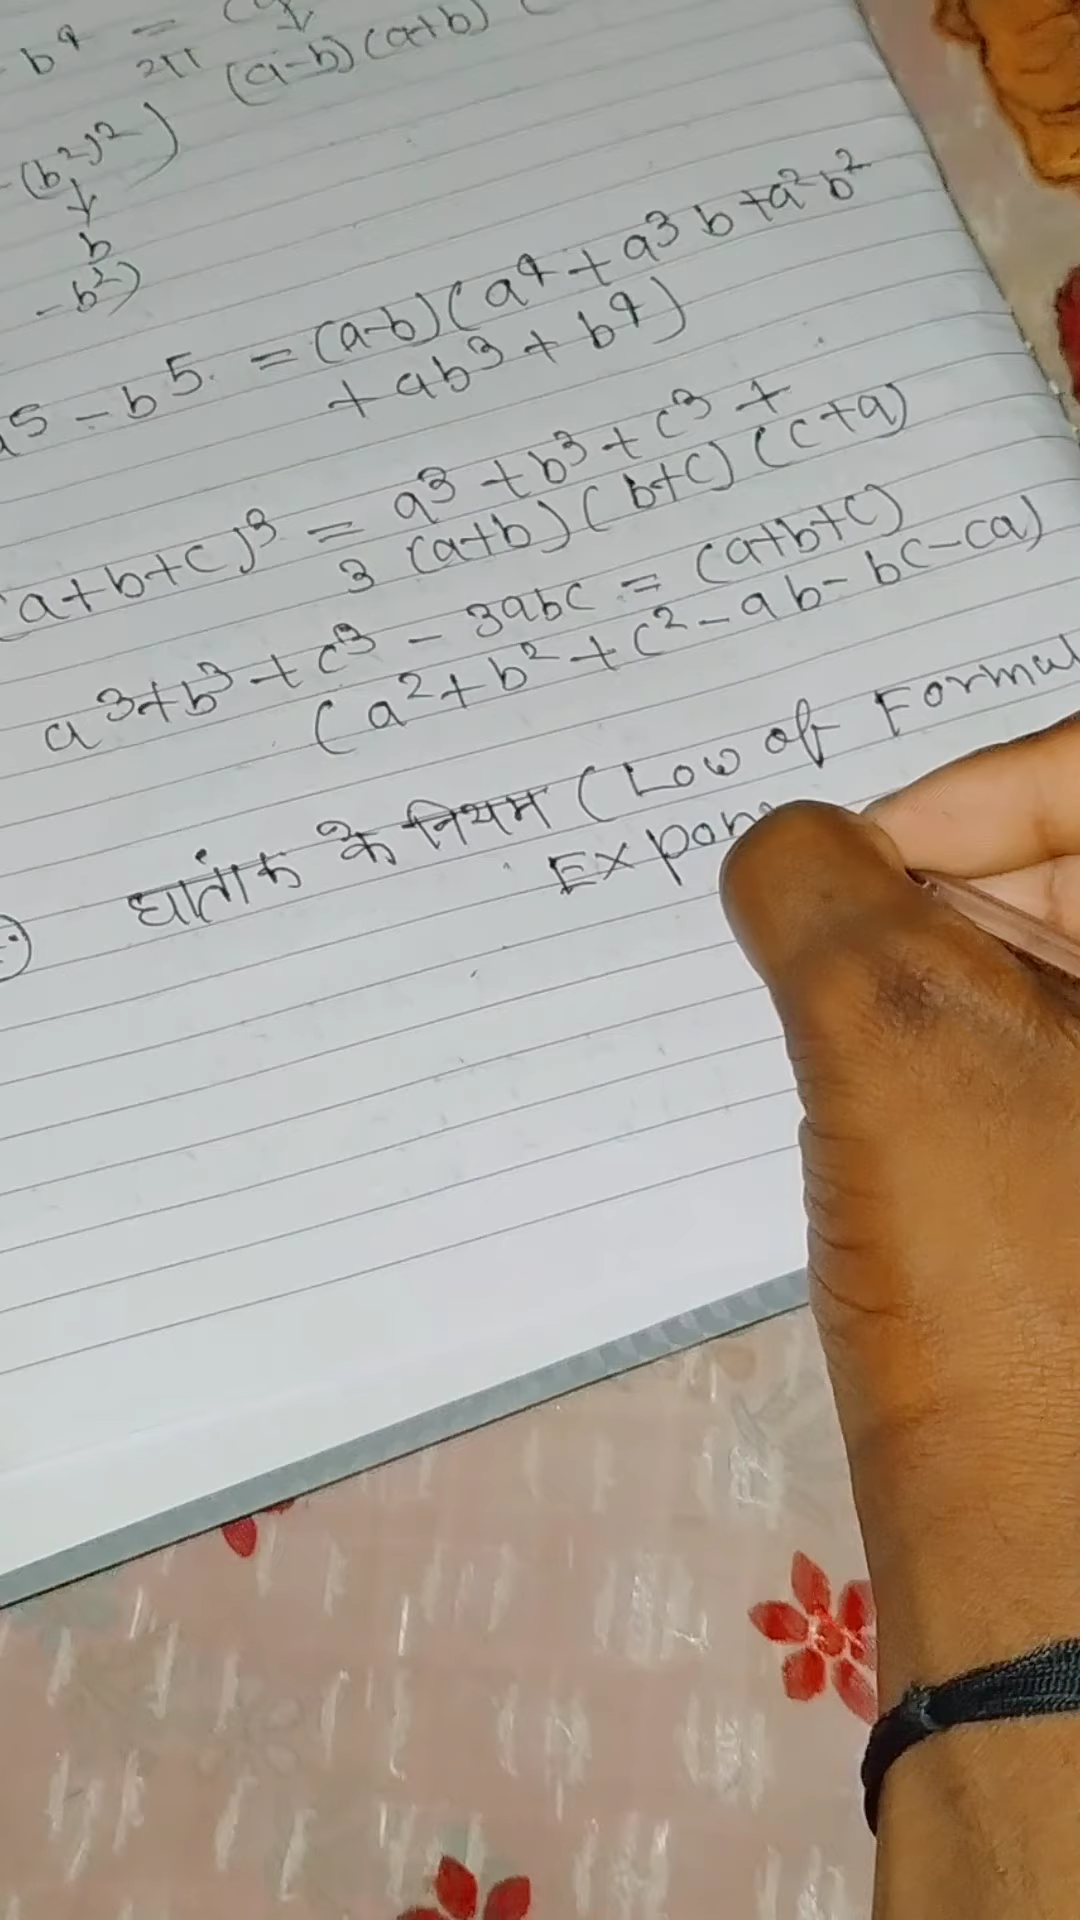 - b⁴ =
या (a-b)(a+b)
-(b²)²)
↓
b
-b²)
a⁵ - b⁵ = (a-b)(a⁴ + a³b + a²b²
+ ab³ + b⁴)
(a+b+c)³ = a³ + b³ + c³ +
3 (a+b)(b+c)(c+a)
a³+b³+c³ - 3abc = (a+b+c)
(a²+b²+c²-ab-bc-ca)
घातांक के नियम (Low of Formul
Expon